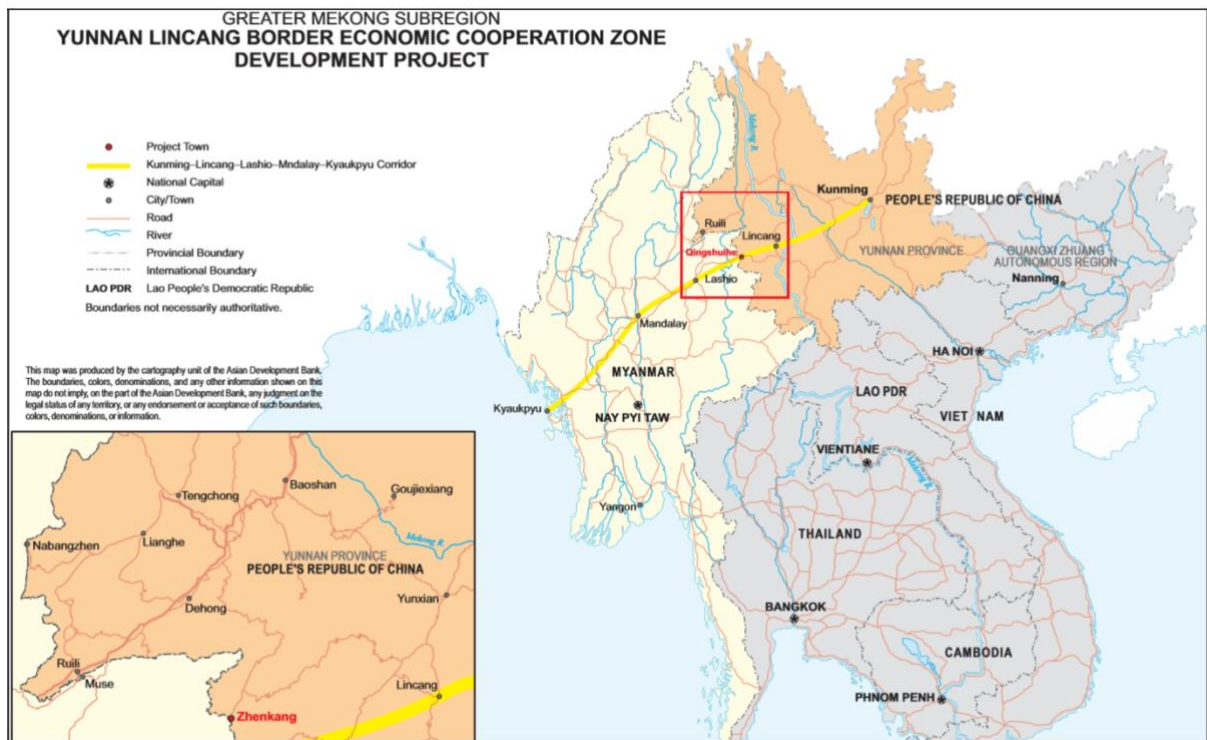 GREATER MEKONG SUBREGION
YUNNAN LINCANG BORDER ECONOMIC COOPERATION ZONE
DEVELOPMENT PROJECT
Project Town
Kunming–Lincang–Lashio–Mndalay–Kyaukpyu Corridor
National Capital
City/Town
Road
River
Provincial Boundary
International Boundary
LAO PDR Lao People's Democratic Republic
Boundaries not necessarily authoritative.
This map was produced by the cartography unit of the Asian Development Bank.
The boundaries, colors, denominations, and any other information shown on this
map do not imply, on the part of the Asian Development Bank, any judgment on the
legal status of any territory, or any endorsement or acceptance of such boundaries,
colors, denominations, or information.
Mekong R.
Kunming
PEOPLE'S REPUBLIC OF CHINA
Ruili
Lincang
Qingshuihe
YUNNAN PROVINCE
GUANGXI ZHUANG
AUTONOMOUS REGION
Nanning
Lashio
Mandalay
HA NOI
MYANMAR
LAO PDR
Kyaukpyu
NAY PYI TAW
VIET NAM
VIENTIANE
Mekong R.
Yangon
THAILAND
BANGKOK
CAMBODIA
PHNOM PENH
Tengchong
Baoshan
Goujiexiang
Nabangzhen
Lianghe
Mekong R.
YUNNAN PROVINCE
PEOPLE'S REPUBLIC OF CHINA
Dehong
Yunxian
Ruili
Muse
Lincang
Zhenkang